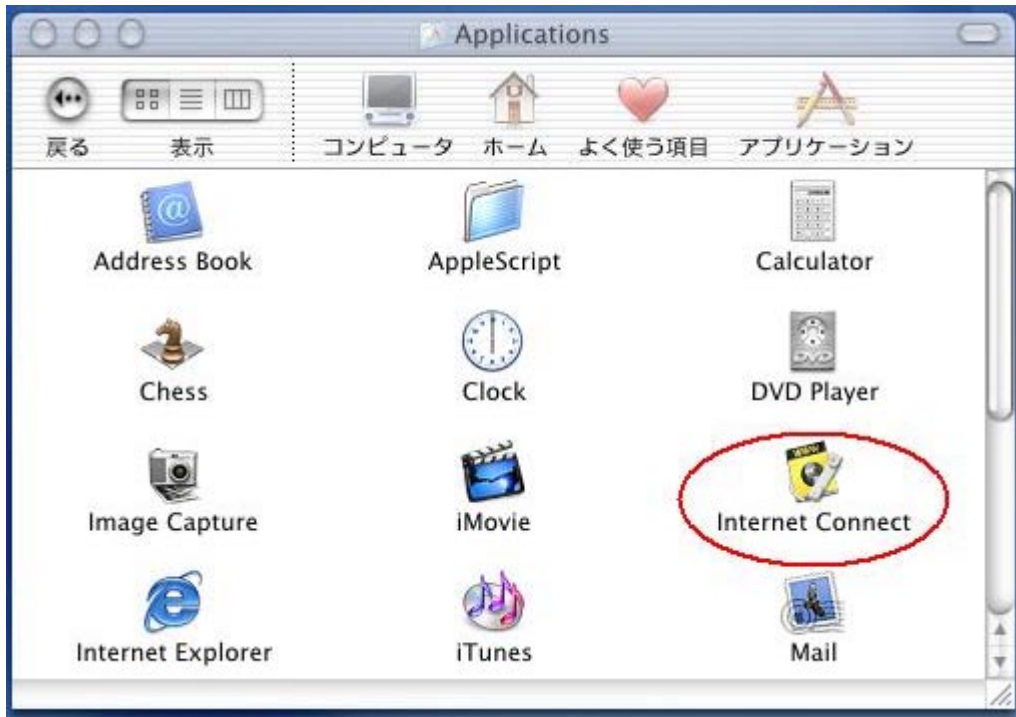 Applications
戻る 表示 コンピュータ ホーム よく使う項目 アプリケーション
Address Book AppleScript Calculator
Chess Clock DVD Player
Image Capture iMovie Internet Connect
Internet Explorer iTunes Mail